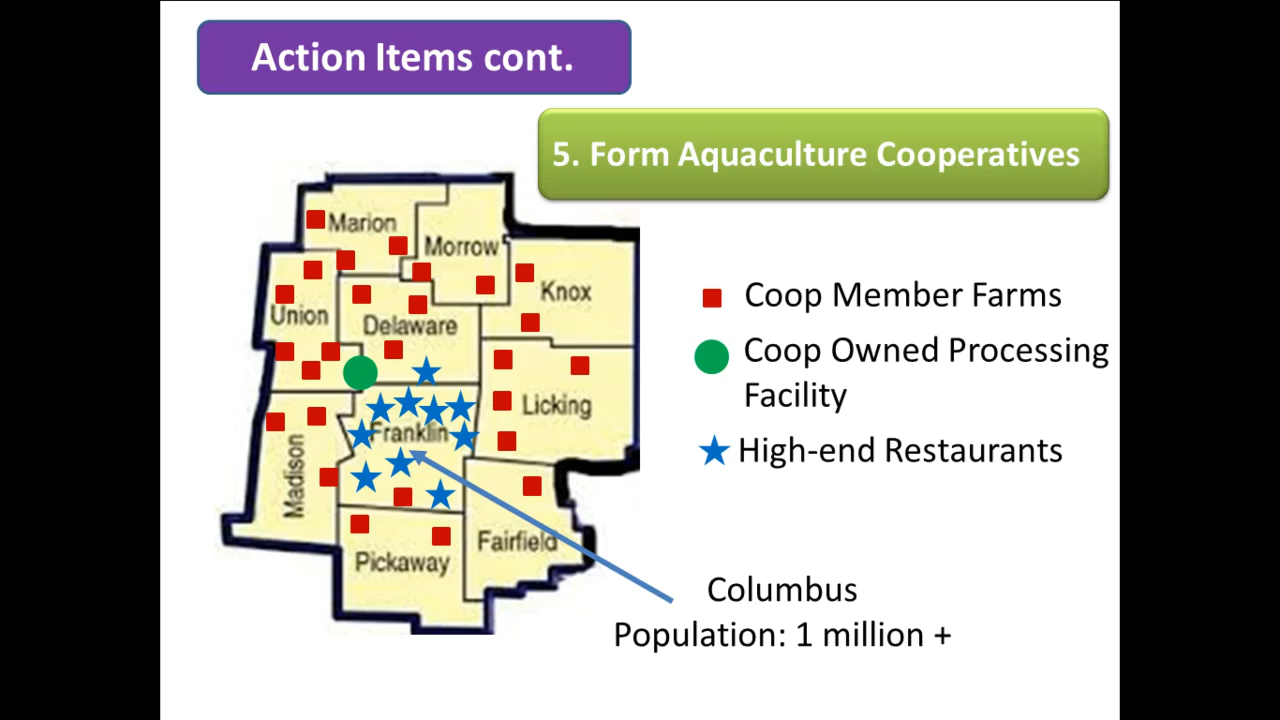 Action Items cont.
5. Form Aquaculture Cooperatives
Marion
Morrow
Knox
Union
Delaware
Licking
Franklin
Madison
Fairfield
Pickaway
Coop Member Farms
Coop Owned Processing
Facility
High-end Restaurants
Columbus
Population: 1 million +